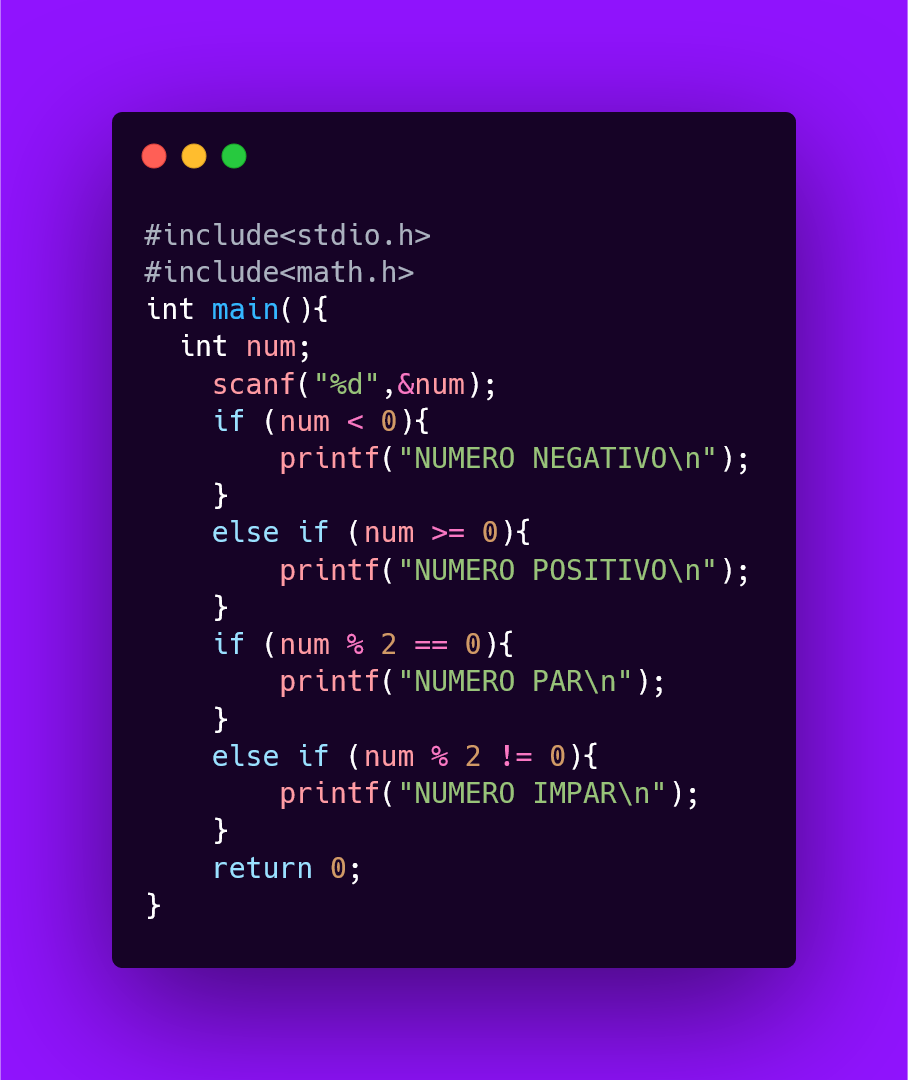 #include<stdio.h>
#include<math.h>
int main(){
  int num;
    scanf("%d",&num);
    if (num < 0){
        printf("NUMERO NEGATIVO\n");
    }
    else if (num >= 0){
        printf("NUMERO POSITIVO\n");
    }
    if (num % 2 == 0){
        printf("NUMERO PAR\n");
    }
    else if (num % 2 != 0){
        printf("NUMERO IMPAR\n");
    }
    return 0;
}